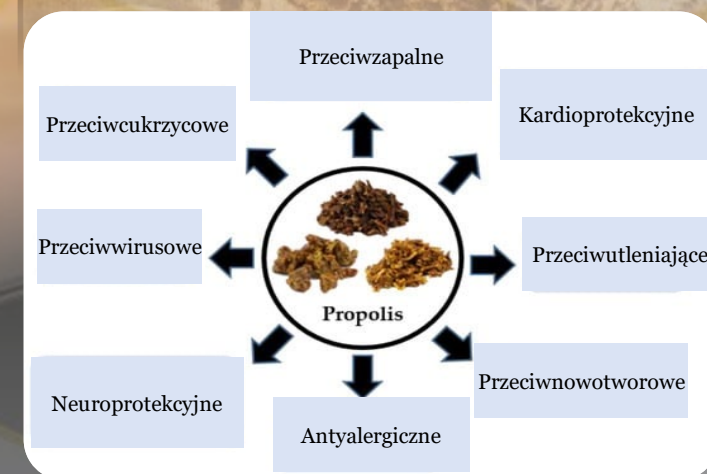 Przeciwzapalne
Przeciwcukrzycowe
Kardioprotekcyjne
Przeciwwirusowe
Przeciwutleniające
Propolis
Neuroprotekcyjne
Przeciwnowotworowe
Antyalergiczne